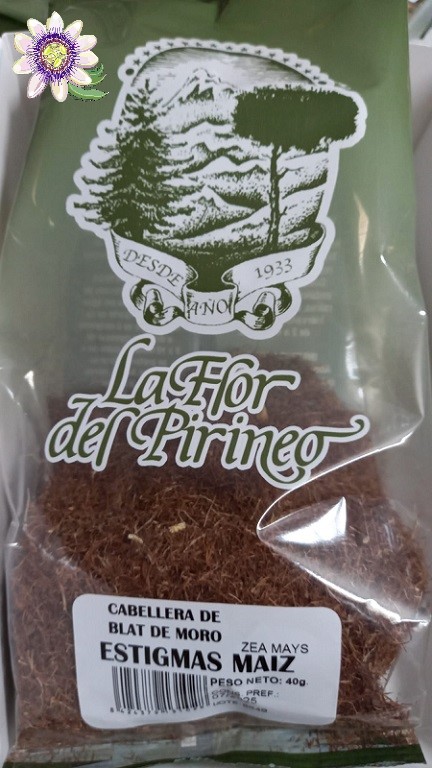 DESDE
AÑO
1933
La Flor
del Pirineo
CABELLERA DE
BLAT DE MORO
ZEA MAYS
ESTIGMAS MAIZ
PESO NETO: 40g.
PREF.: